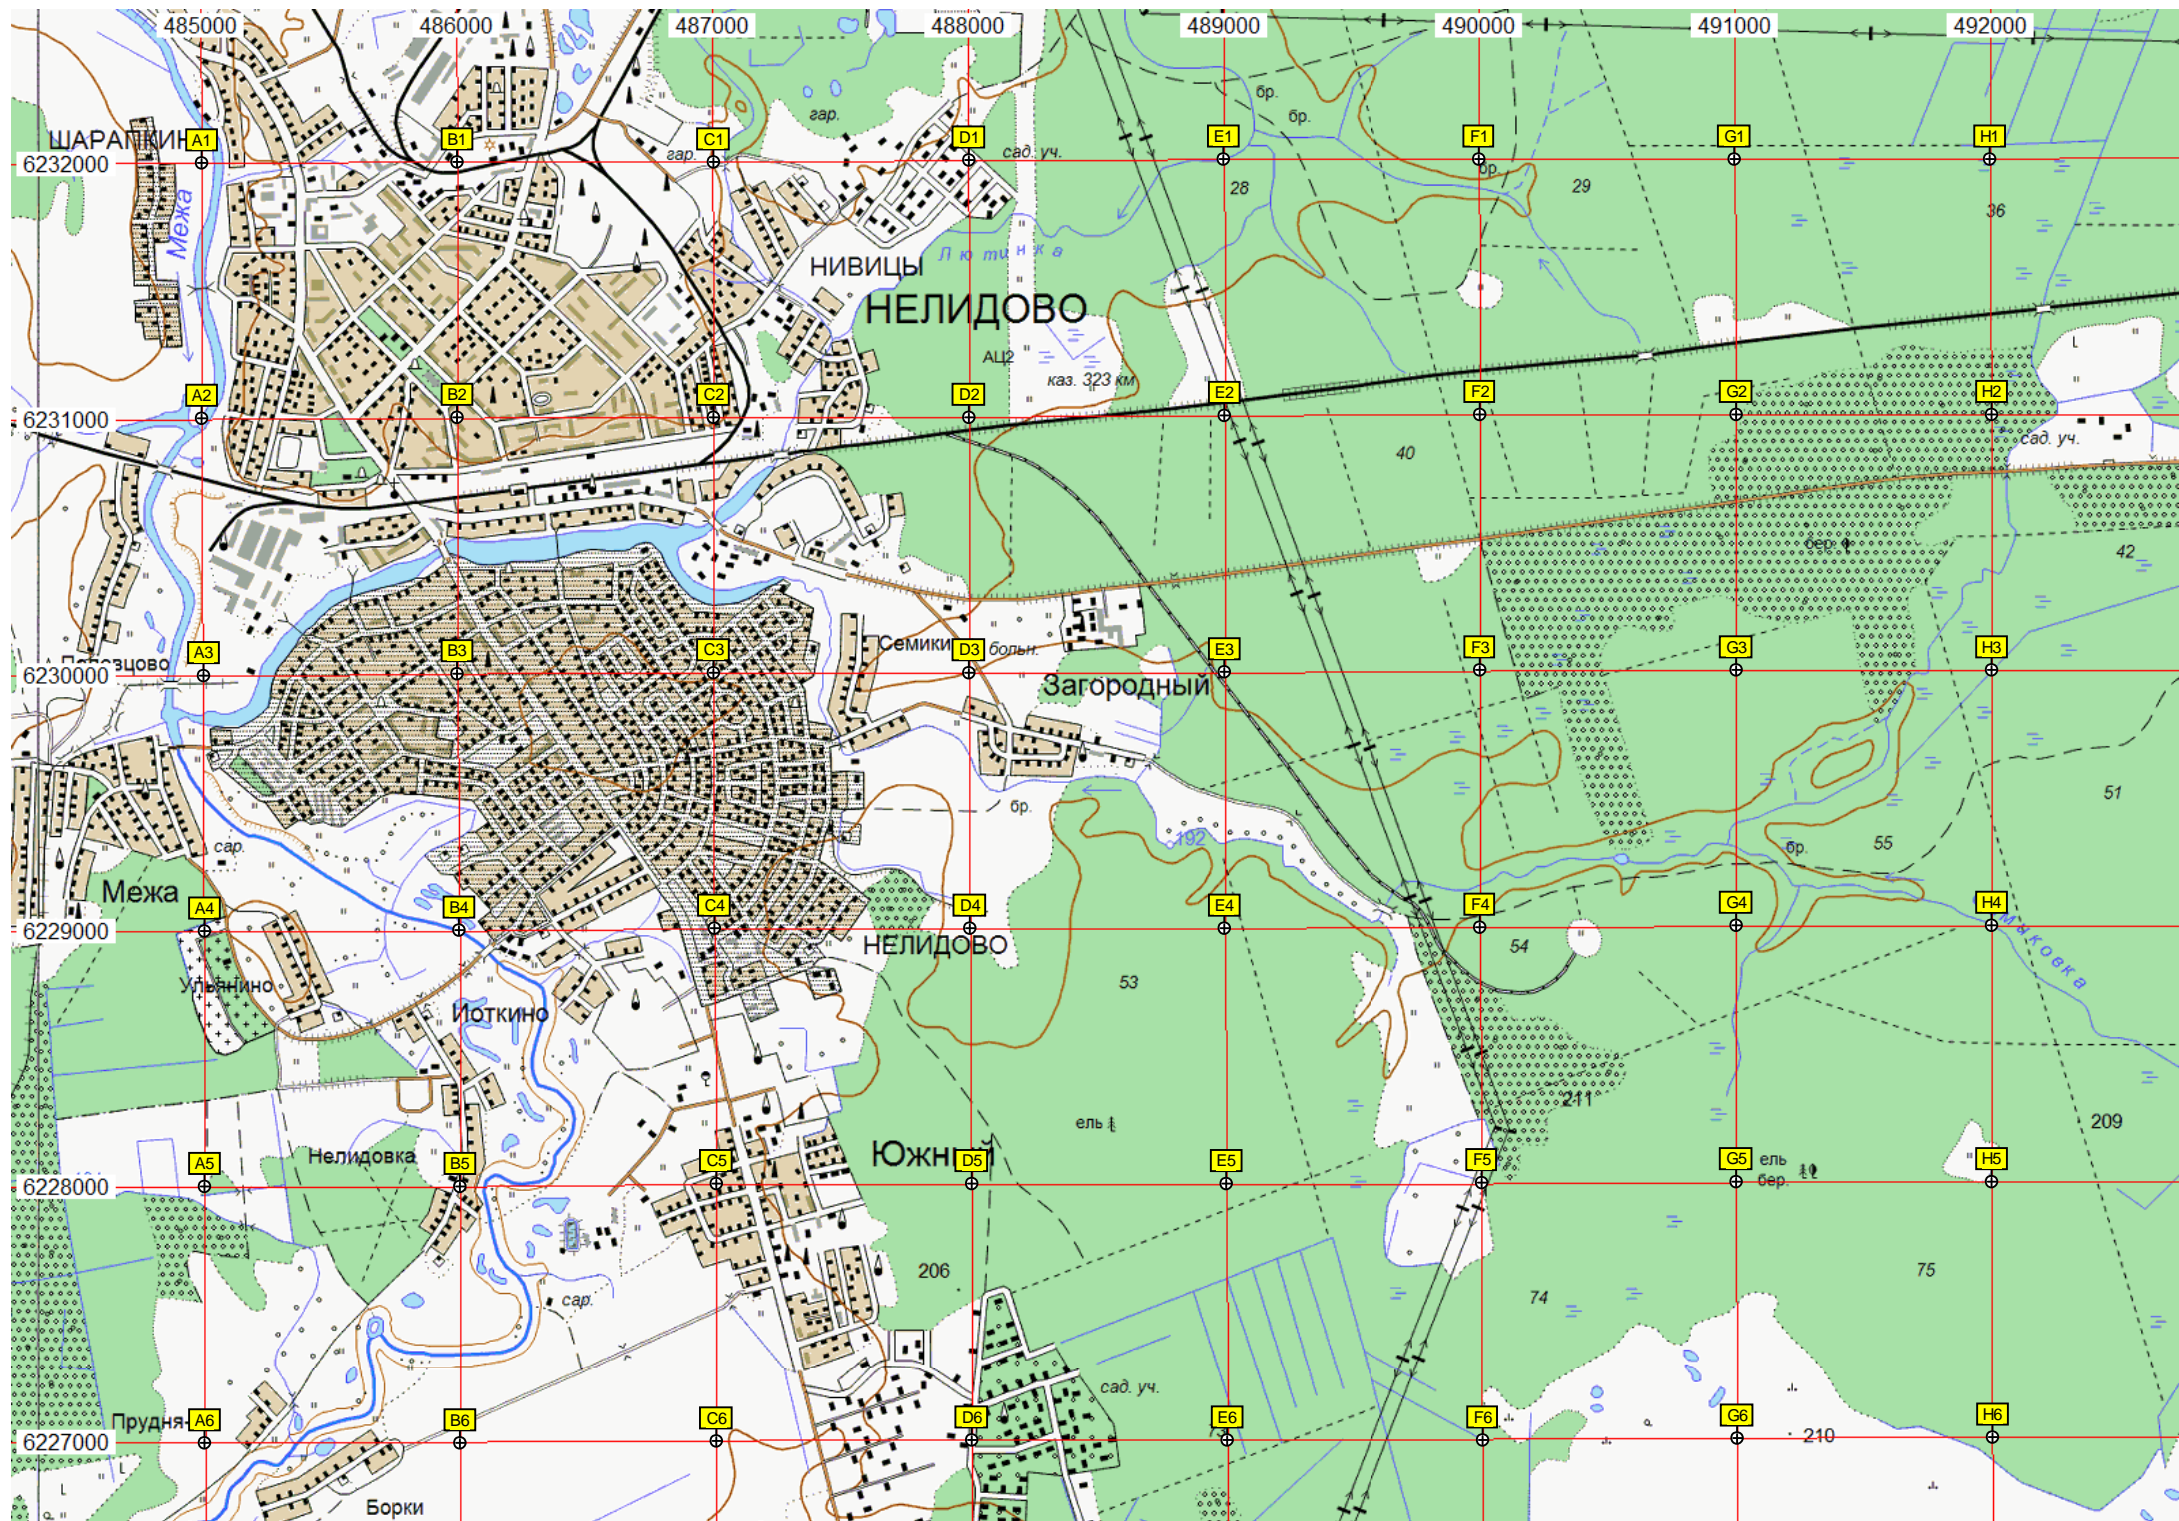 485000 486000 487000 488000 489000 490000 491000 492000
бр.
бр.
гар.
ШАРАПКИН
A1 B1 C1 D1 E1 F1 G1 H1
гар.
сад. уч.
6232000
бр.
28
29
36
Межа
Лютинка
НИВИЦЫ
НЕЛИДОВО
АЦ2
каз. 323 км
A2 B2 C2 D2 E2 F2 G2 H2
6231000
сад. уч.
40
бер.
42
Семики
больн.
A3 B3 C3 D3 E3 F3 G3 H3
6230000
Загородный
51
бр.
192
сар.
бр.
55
Межа
A4 B4 C4 D4 E4 F4 G4 H4
6229000
НЕЛИДОВО
54
53
Ульянино
Иоткино
211
209
ель
Нелидовка
Южный
A5 B5 C5 D5 E5 F5 G5 H5
ель
бер.
6228000
206
75
74
сар.
сад. уч.
Прудня
A6 B6 C6 D6 E6 F6 G6 H6
6227000
210
Борки